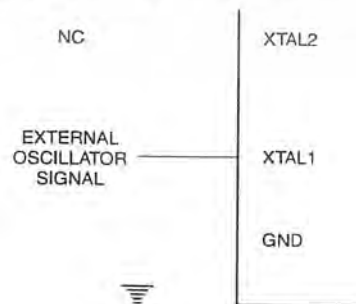 NC
XTAL2
EXTERNAL
OSCILLATOR
SIGNAL
XTAL1
GND